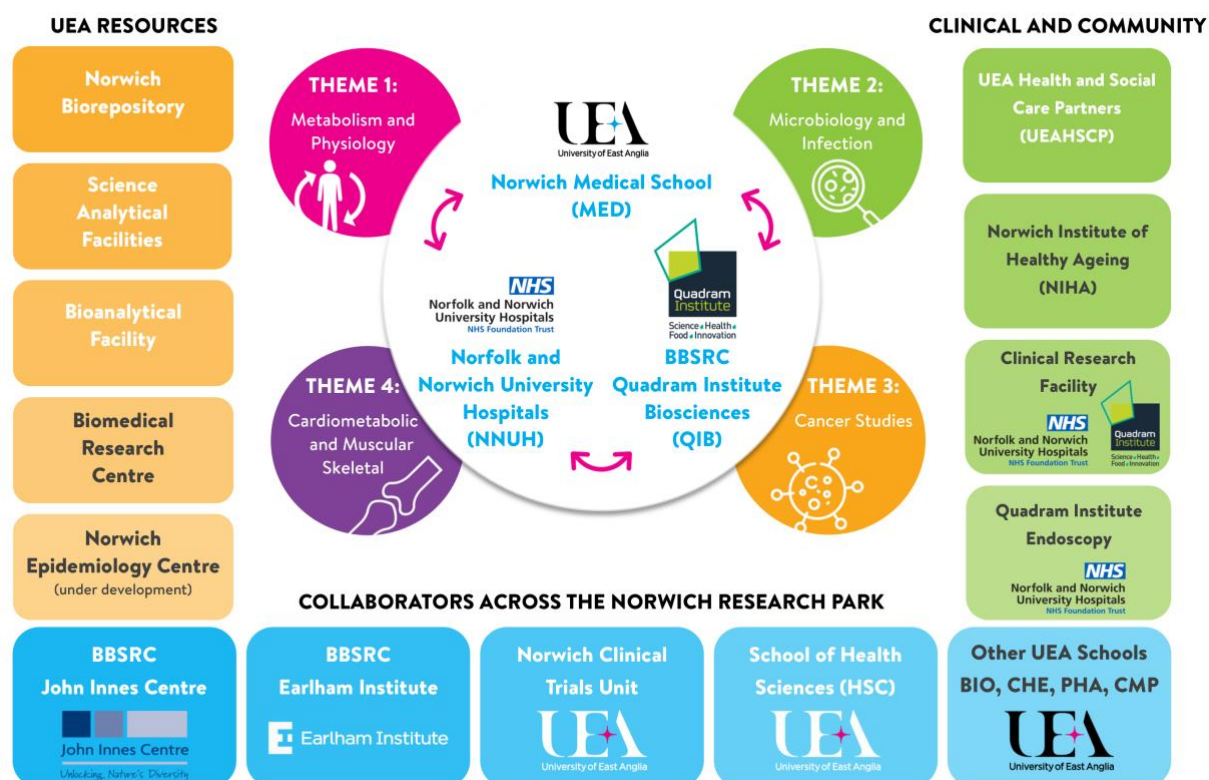 UEA RESOURCES
Norwich
Biorepository
Science
Analytical
Facilities
Bioanalytical
Facility
Biomedical
Research
Centre
Norwich
Epidemiology Centre
(under development)
THEME 1:
Metabolism and
Physiology
THEME 2:
Microbiology and
Infection
UEA
University of East Anglia
Norwich Medical School
(MED)
NHS
Norfolk and Norwich
University Hospitals
NHS Foundation Trust
Norfolk and
Norwich University
Hospitals
(NNUH)
Quadram
Institute
Science Health
Food Innovation
BBSRC
Quadram Institute
Biosciences
(QIB)
THEME 4:
Cardiometabolic
and Muscular
Skeletal
THEME 3:
Cancer Studies
CLINICAL AND COMMUNITY
UEA Health and Social
Care Partners
(UEAHSCP)
Norwich Institute of
Healthy Ageing
(NIHA)
Clinical Research
Facility
NHS
Norfolk and Norwich
University Hospitals
NHS Foundation Trust
Quadram
Institute
Science Health
Food Innovation
Quadram Institute
Endoscopy
NHS
Norfolk and Norwich
University Hospitals
NHS Foundation Trust
COLLABORATORS ACROSS THE NORWICH RESEARCH PARK
BBSRC
John Innes Centre
John Innes Centre
Unlocking Nature's Diversity
BBSRC
Earlham Institute
Earlham Institute
Norwich Clinical
Trials Unit
UEA
University of East Anglia
School of Health
Sciences (HSC)
UEA
University of East Anglia
Other UEA Schools
BIO, CHE, PHA, CMP
UEA
University of East Anglia